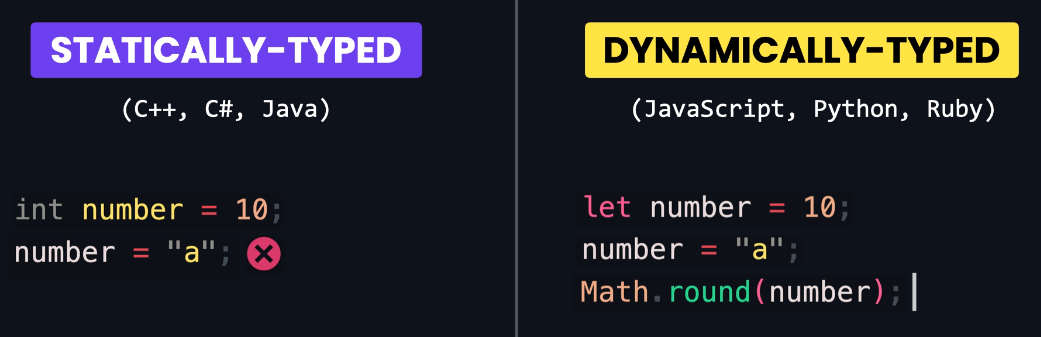 STATICALLY-TYPED
(C++, C#, Java)
int number = 10;
number = "a";
DYNAMICALLY-TYPED
(JavaScript, Python, Ruby)
let number = 10;
number = "a";
Math.round(number);